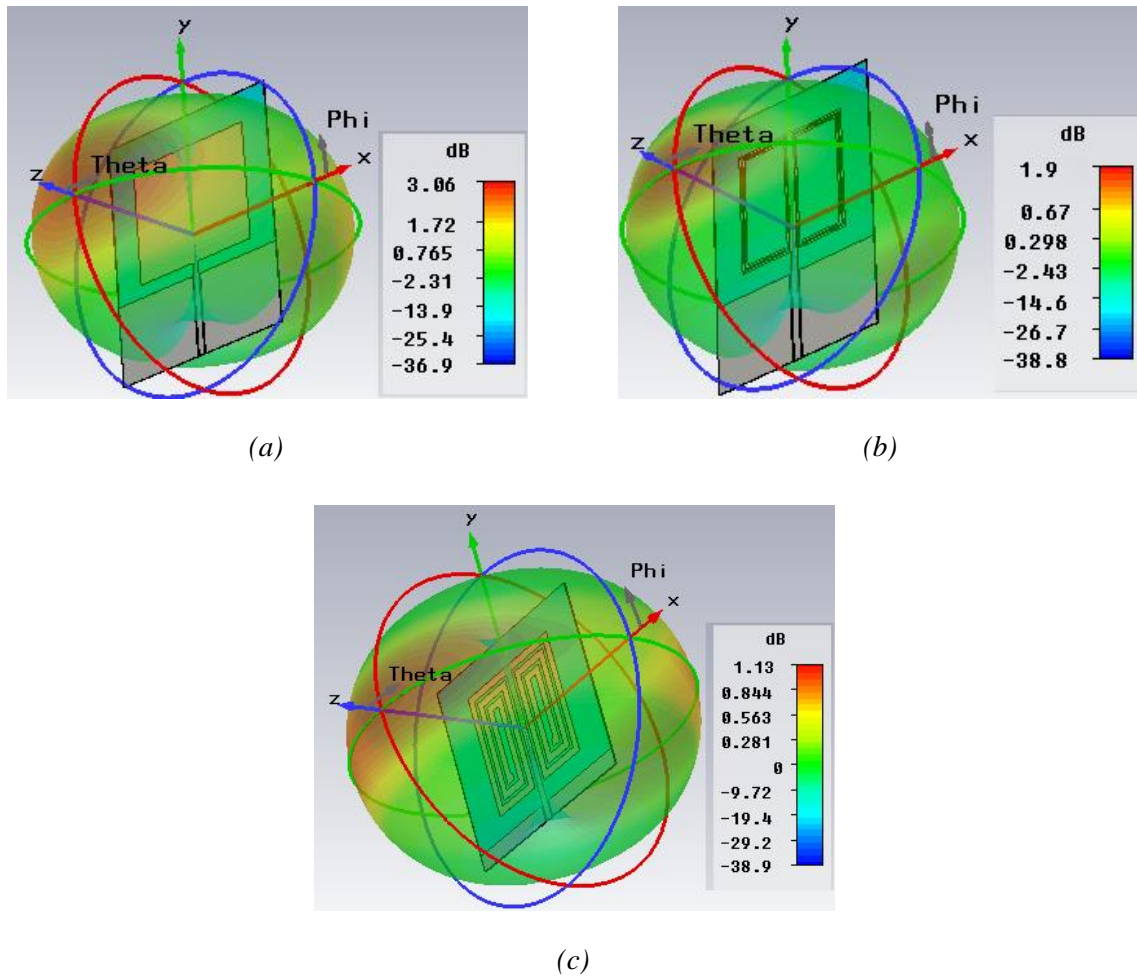 y
Phi
x
Theta
z
dB
3.06
1.72
0.765
-2.31
-13.9
-25.4
-36.9
(a)
y
Phi
x
Theta
z
dB
1.9
0.67
0.298
-2.43
-14.6
-26.7
-38.8
(b)
y
Phi
x
Theta
z
dB
1.13
0.844
0.563
0.281
0
-9.72
-19.4
-29.2
-38.9
(c)